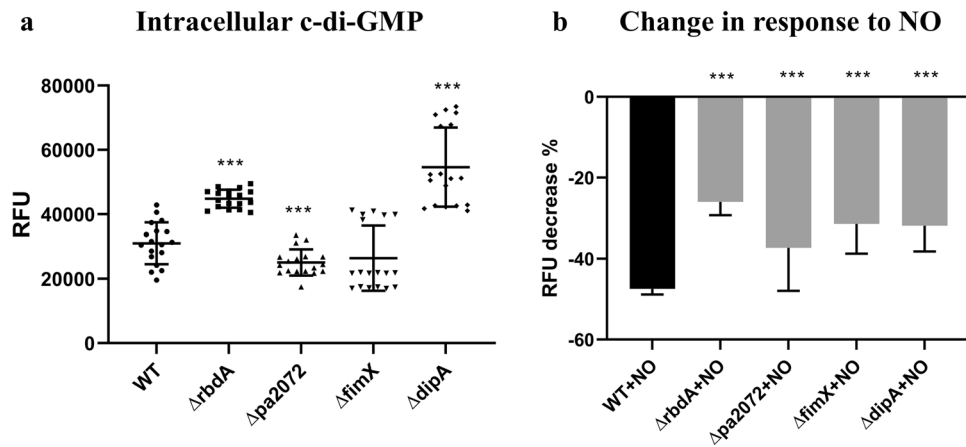 a Intracellular c-di-GMP
RFU
80000
60000
40000
20000
0
***
***
***
WT
ΔrbdA
Δpa2072
ΔfimX
ΔdipA
b Change in response to NO
RFU decrease %
0
-20
-40
-60
*** *** *** ***
WT+NO
ΔrbdA+NO
Δpa2072+NO
ΔfimX+NO
ΔdipA+NO